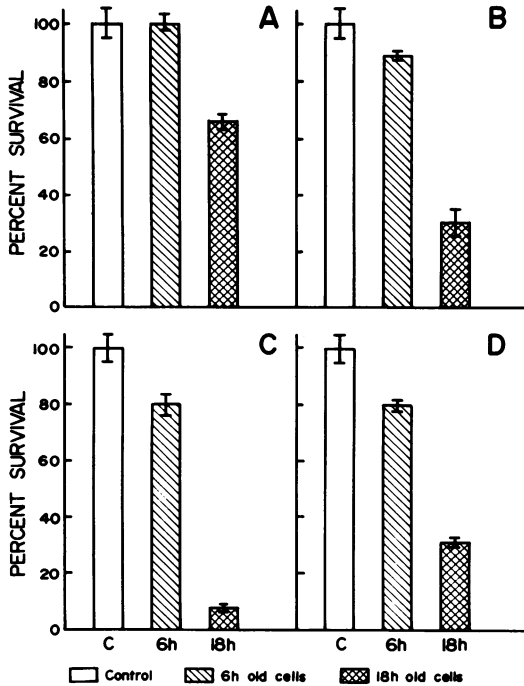 A
B
PERCENT SURVIVAL
100
80
60
40
20
0
C
D
PERCENT SURVIVAL
100
80
60
40
20
0
C 6h 18h
C 6h 18h
Control 6h old cells 18h old cells